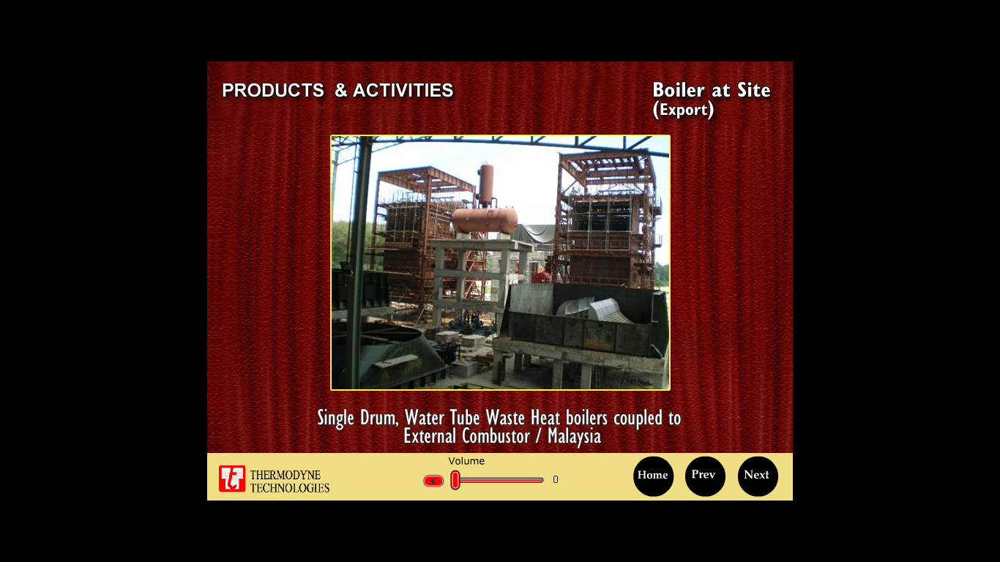 PRODUCTS & ACTIVITIES
Boiler at Site
(Export)
Single Drum, Water Tube Waste Heat boilers coupled to
External Combustor / Malaysia
THERMODYNE
TECHNOLOGIES
Volume
0
Home
Prev
Next